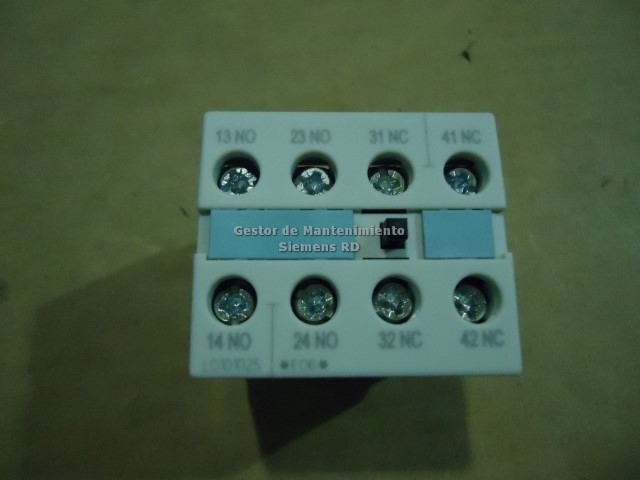 13 NO 23 NO 31 NC 41 NC
Gestor de Mantenimiento
Siemens RD
14 NO 24 NO 32 NC 42 NC
E06